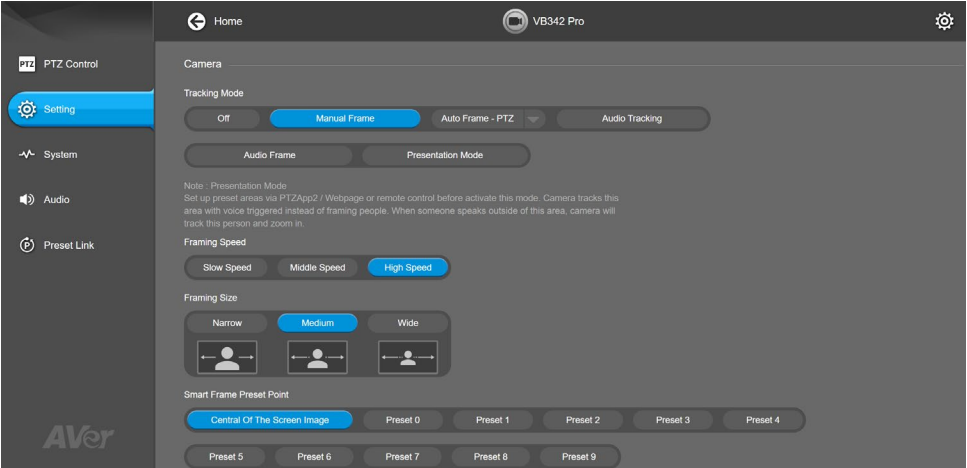 Home
VB342 Pro
PTZ PTZ Control
Setting
System
Audio
P Preset Link
AVer
Camera
Tracking Mode
Off Manual Frame Auto Frame - PTZ Audio Tracking
Audio Frame Presentation Mode
Note : Presentation Mode
Set up preset areas via PTZApp2 / Webpage or remote control before activate this mode. Camera tracks this
area with voice triggered instead of framing people. When someone speaks outside of this area, camera will
track this person and zoom in.
Framing Speed
Slow Speed Middle Speed High Speed
Framing Size
Narrow Medium Wide
Smart Frame Preset Point
Central Of The Screen Image Preset 0 Preset 1 Preset 2 Preset 3 Preset 4
Preset 5 Preset 6 Preset 7 Preset 8 Preset 9